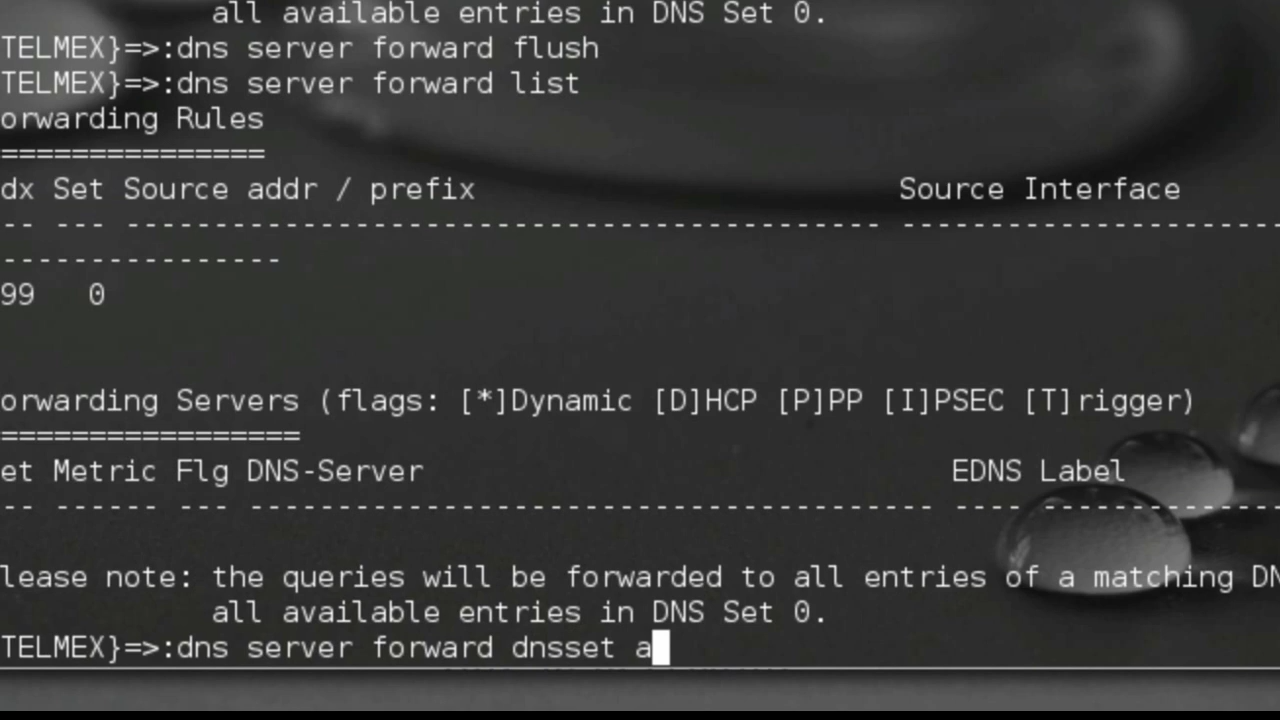 all available entries in DNS Set 0.
TELMEX}=>:dns server forward flush
TELMEX}=>:dns server forward list
orwarding Rules
===============
dx Set Source addr / prefix Source Interface
-- --- ------------------------------------------- ----------------------
----------------
99 0
orwarding Servers (flags: [*]Dynamic [D]HCP [P]PP [I]PSEC [T]rigger)
=================
et Metric Flg DNS-Server EDNS Label
-- ------ --- --------------------------------------- ---- --------------
lease note: the queries will be forwarded to all entries of a matching DN
all available entries in DNS Set 0.
TELMEX}=>:dns server forward dnsset a